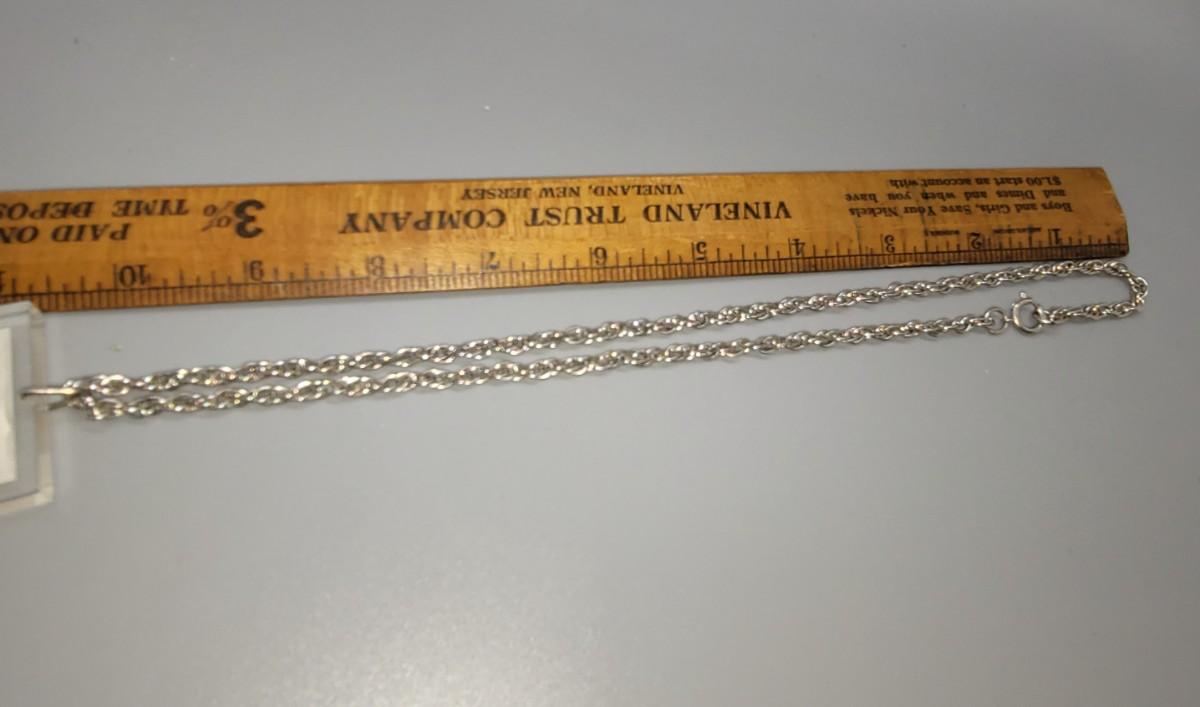 1 2 3 4 5 6 7 8 9 10
Boys and Girls, Save Your Nickels
and Dimes and when you have
$1.00 start an account with
VINELAND TRUST COMPANY
VINELAND, NEW JERSEY
3%
PAID ON
TIME DEPOS